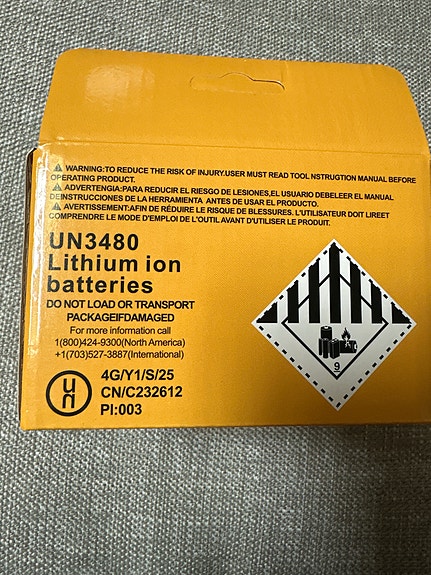 ⚠ WARNING:TO REDUCE THE RISK OF INJURY.USER MUST READ TOOL NSTRUGTION MANUAL BEFORE
OPERATING PRODUCT.
⚠ ADVERTENGIA:PARA REDUCIR EL RIESGO DE LESIONES,EL USUARIO DEBELEER EL MANUAL
DEINSTRUCCIONES DE LA HERRAMIENTA ANTES DE USAR EL PRODUCTO.
⚠ AVERTISSEMENT:AFIN DE RÉDUIRE LE RISQUE DE BLESSURES. L'UTILISATEUR DOIT LIREET
COMPRENDRE LE MODE D'EMPLOI DE L'OUTIL AVANT D'UTILISER LE PRODUIT.
UN3480
Lithium ion
batteries
DO NOT LOAD OR TRANSPORT
PACKAGEIFDAMAGED
For more information call
1(800)424-9300(North America)
+1(703)527-3887(International)
un
4G/Y1/S/25
CN/C232612
PI:003
9